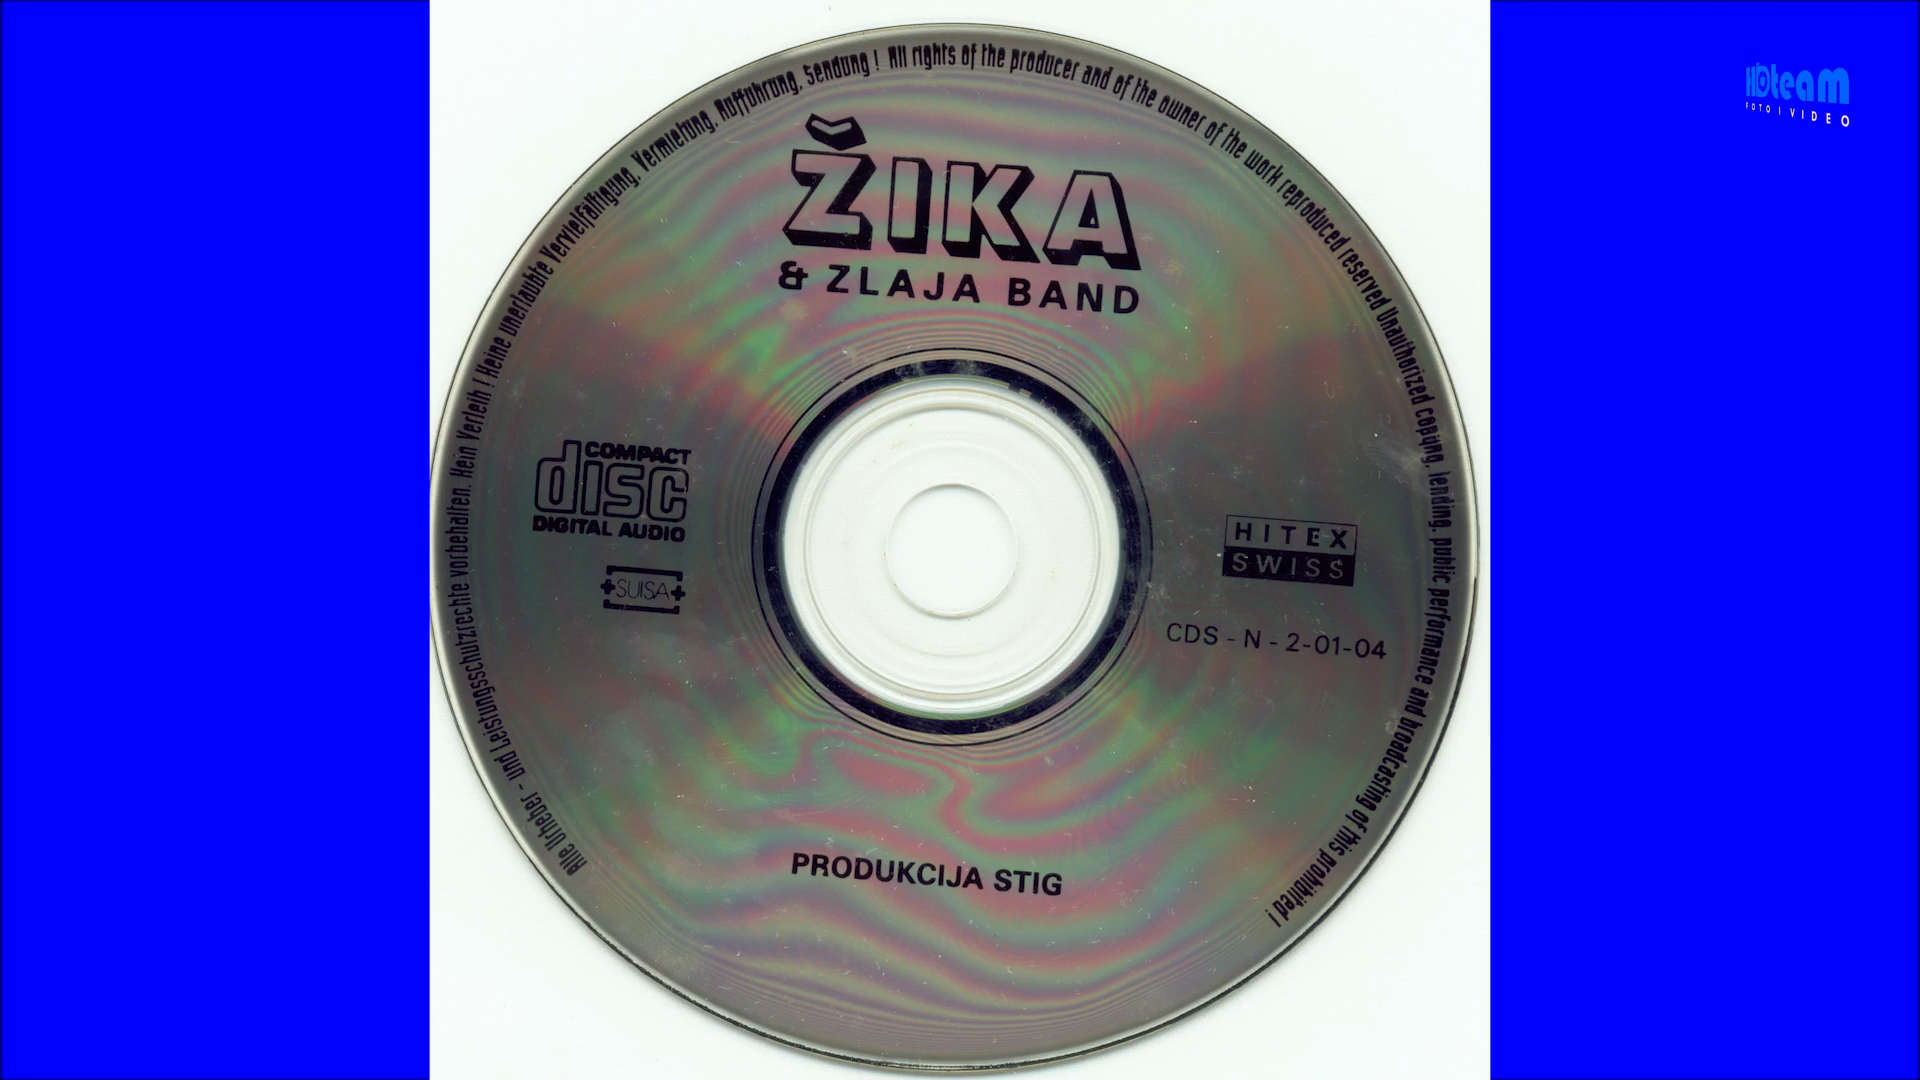 Alle Urheber - und Leistungsschutzrechte vorbehalten. Kein Verleih ! Keine unerlaubte Vervielfältigung, Vermietung, Aufführung, Sendung ! All rights of the producer and of the owner of the work reproduced reserved Unauthorized copying, lending, public performance and broadcasting of this prohibited !
HDteam
FOTO I VIDEO
ŽIKA
& ZLAJA BAND
COMPACT
disc
DIGITAL AUDIO
SUISA
HITEX
SWISS
CDS - N - 2-01-04
PRODUKCIJA STIG